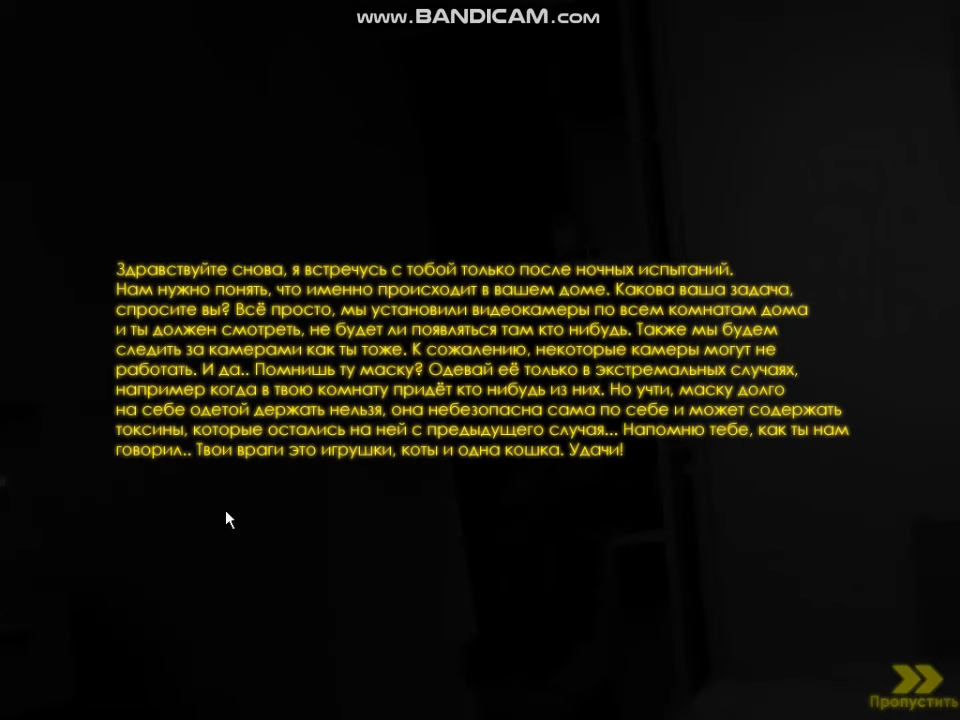 www.BANDICAM.com
Здравствуйте снова, я встречусь с тобой только после ночных испытаний.
Нам нужно понять, что именно происходит в вашем доме. Какова ваша задача,
спросите вы? Всё просто, мы установили видеокамеры по всем комнатам дома
и ты должен смотреть, не будет ли появляться там кто нибудь. Также мы будем
следить за камерами как ты тоже. К сожалению, некоторые камеры могут не
работать. И да.. Помнишь ту маску? Одевай её только в экстремальных случаях,
например когда в твою комнату придёт кто нибудь из них. Но учти, маску долго
на себе одетой держать нельзя, она небезопасна сама по себе и может содержать
токсины, которые остались на ней с предыдущего случая... Напомню тебе, как ты нам
говорил.. Твои враги это игрушки, коты и одна кошка. Удачи!
Пропустить